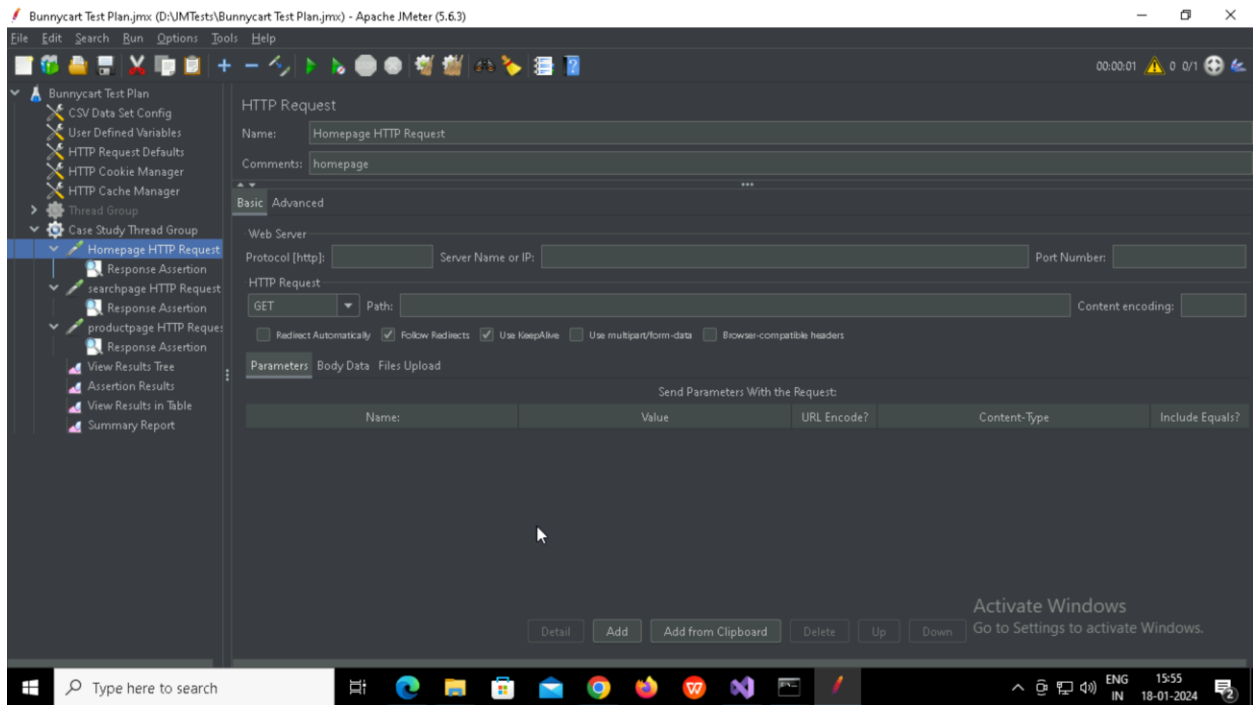 Bunnycart Test Plan.jmx (D:\JMTests\Bunnycart Test Plan.jmx) - Apache JMeter (5.6.3)
File Edit Search Run Options Tools Help
00:00:01 0 0/1
Bunnycart Test Plan
CSV Data Set Config
User Defined Variables
HTTP Request Defaults
HTTP Cookie Manager
HTTP Cache Manager
Thread Group
Case Study Thread Group
Homepage HTTP Request
Response Assertion
searchpage HTTP Request
Response Assertion
productpage HTTP Reques
Response Assertion
View Results Tree
Assertion Results
View Results in Table
Summary Report
HTTP Request
Name: Homepage HTTP Request
Comments: homepage
Basic Advanced
Web Server
Protocol [http]: Server Name or IP: Port Number:
HTTP Request
GET Path: Content encoding:
Redirect Automatically Follow Redirects Use KeepAlive Use multipart/form-data Browser-compatible headers
Parameters Body Data Files Upload
Send Parameters With the Request:
Name: Value URL Encode? Content-Type Include Equals?
Detail Add Add from Clipboard Delete Up Down
Activate Windows
Go to Settings to activate Windows.
Type here to search
ENG 15:55
IN 18-01-2024
2